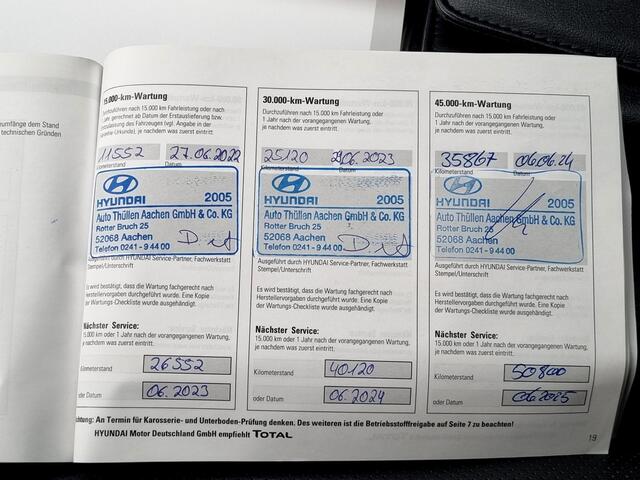 umfänge dem Stand
technischen Gründen
15.000-km-Wartung
Durchzuführen nach 15.000 km Fahrleistung oder nach
1 Jahr, gerechnet ab Datum der Erstauslieferung bzw.
Erstzulassung des Fahrzeuges (vgl. Angabe in der
Garantie-Urkunde), je nachdem was zuerst eintritt.
11552 27.06.2022
Kilometerstand Datum
HYUNDAI 2005
Auto Thüllen Aachen GmbH & Co. KG
Rotter Bruch 25
52068 Aachen
Telefon 0241 - 9 44 00
Ausgeführt durch HYUNDAI Service-Partner, Fachwerkstatt
Stempel/Unterschrift
Es wird bestätigt, dass die Wartung fachgerecht nach
Herstellervorgaben durchgeführt wurde. Eine Kopie
der Wartungs-Checkliste wurde ausgehändigt.
Nächster Service:
15.000 km oder 1 Jahr nach der vorangegangenen Wartung,
je nachdem was zuerst eintritt.
Kilometerstand 26552
oder Datum 06.2023
30.000-km-Wartung
Durchzuführen nach 15.000 km Fahrleistung oder
1 Jahr nach der vorangegangenen Wartung,
je nachdem was zuerst eintritt.
25120 06.2023
Kilometerstand Datum
HYUNDAI 2005
Auto Thüllen Aachen GmbH & Co. KG
Rotter Bruch 25
52068 Aachen
Telefon 0241 - 9 44 00
Ausgeführt durch HYUNDAI Service-Partner, Fachwerkstatt
Stempel/Unterschrift
Es wird bestätigt, dass die Wartung fachgerecht nach
Herstellervorgaben durchgeführt wurde. Eine Kopie
der Wartungs-Checkliste wurde ausgehändigt.
Nächster Service:
15.000 km oder 1 Jahr nach der vorangegangenen Wartung,
je nachdem was zuerst eintritt.
Kilometerstand 40120
oder Datum 06.2024
45.000-km-Wartung
Durchzuführen nach 15.000 km Fahrleistung oder
1 Jahr nach der vorangegangenen Wartung,
je nachdem was zuerst eintritt.
35867 06.06.24
Kilometerstand Datum
HYUNDAI 2005
Auto Thüllen Aachen GmbH & Co. KG
Rotter Bruch 25
52068 Aachen
Telefon 0241 - 9 44 00
Ausgeführt durch HYUNDAI Service-Partner, Fachwerkstatt
Stempel/Unterschrift
Es wird bestätigt, dass die Wartung fachgerecht nach
Herstellervorgaben durchgeführt wurde. Eine Kopie
der Wartungs-Checkliste wurde ausgehändigt.
Nächster Service:
15.000 km oder 1 Jahr nach der vorangegangenen Wartung,
je nachdem was zuerst eintritt.
Kilometerstand 50800
oder Datum 06.2025
chtung: An Termin für Karosserie- und Unterboden-Prüfung denken. Des weiteren ist die Betriebsstofffreigabe auf Seite 7 zu beachten!
HYUNDAI Motor Deutschland GmbH empfiehlt TOTAL
19